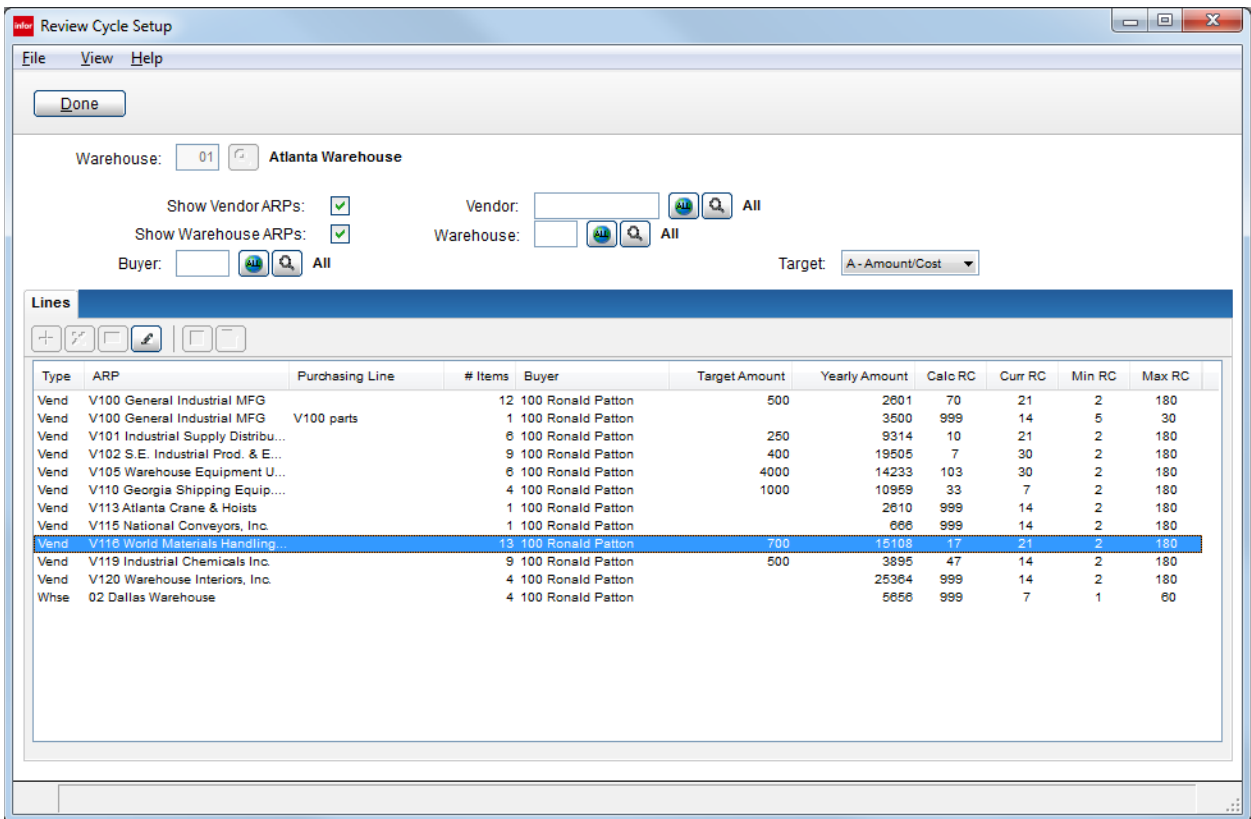 infor Review Cycle Setup
File View Help
Done
Warehouse: 01 Atlanta Warehouse
Show Vendor ARPs: Vendor: ALL All
Show Warehouse ARPs: Warehouse: ALL All
Buyer: ALL All Target: A - Amount/Cost
Lines
Type ARP Purchasing Line # Items Buyer Target Amount Yearly Amount Calc RC Curr RC Min RC Max RC
Vend V100 General Industrial MFG 12 100 Ronald Patton 500 2601 70 21 2 180
Vend V100 General Industrial MFG V100 parts 1 100 Ronald Patton 3500 999 14 5 30
Vend V101 Industrial Supply Distribu... 6 100 Ronald Patton 250 9314 10 21 2 180
Vend V102 S.E. Industrial Prod. & E... 9 100 Ronald Patton 400 19505 7 30 2 180
Vend V105 Warehouse Equipment U... 6 100 Ronald Patton 4000 14233 103 30 2 180
Vend V110 Georgia Shipping Equip.... 4 100 Ronald Patton 1000 10959 33 7 2 180
Vend V113 Atlanta Crane & Hoists 1 100 Ronald Patton 2610 999 14 2 180
Vend V115 National Conveyors, Inc. 1 100 Ronald Patton 666 999 14 2 180
Vend V116 World Materials Handling... 13 100 Ronald Patton 700 15108 17 21 2 180
Vend V119 Industrial Chemicals Inc. 9 100 Ronald Patton 500 3895 47 14 2 180
Vend V120 Warehouse Interiors, Inc. 4 100 Ronald Patton 25364 999 14 2 180
Whse 02 Dallas Warehouse 4 100 Ronald Patton 5656 999 7 1 60